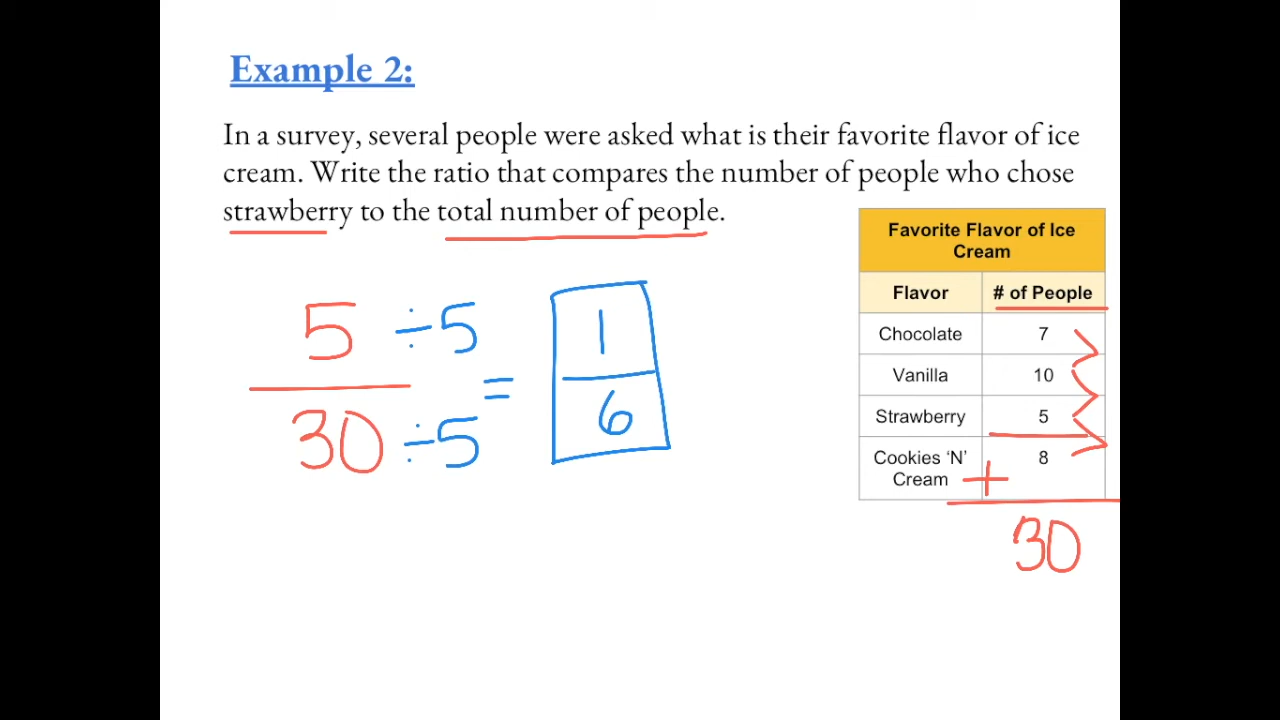 Example 2:
In a survey, several people were asked what is their favorite flavor of ice
cream. Write the ratio that compares the number of people who chose
strawberry to the total number of people.
5 ÷5
30 ÷5
=
1
6
Favorite Flavor of Ice
Cream
Flavor # of People
Chocolate 7
Vanilla 10
Strawberry 5
Cookies ‘N’ 8
Cream +
30